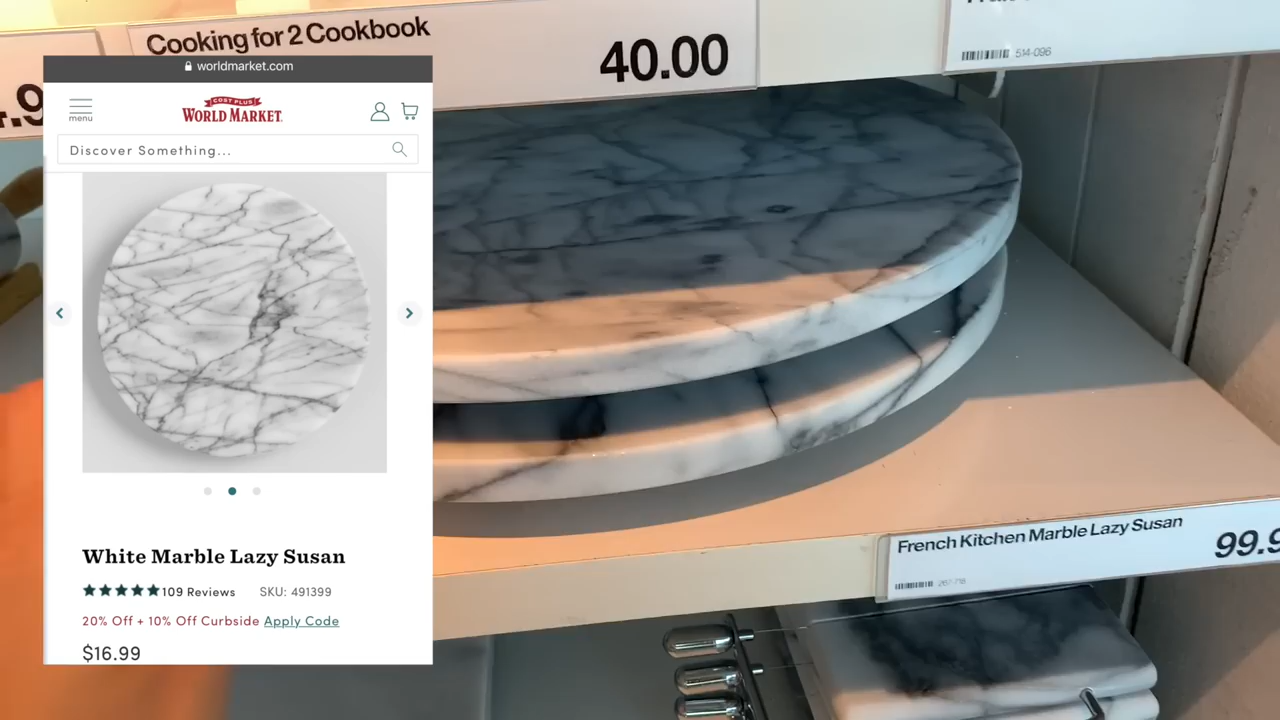 Cooking for 2 Cookbook
40.00
514-096
worldmarket.com
menu
COST PLUS
WORLD MARKET.
Discover Something...
White Marble Lazy Susan
109 Reviews
SKU: 491399
20% Off + 10% Off Curbside Apply Code
$16.99
French Kitchen Marble Lazy Susan
99.9